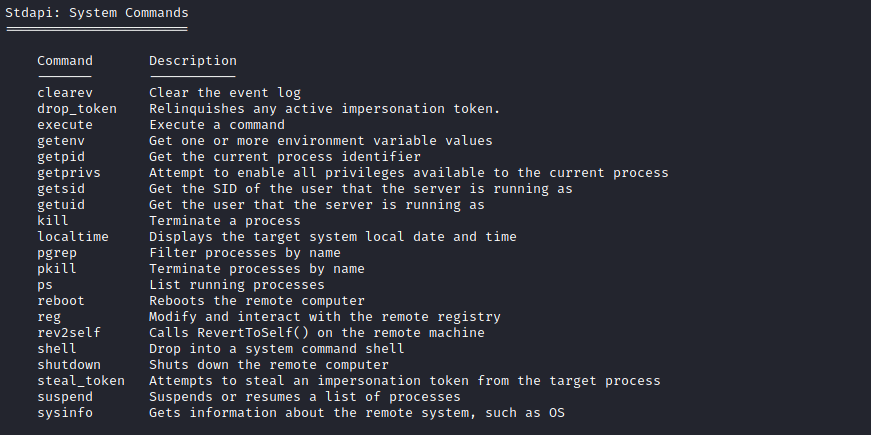 Stdapi: System Commands
=======================
Command Description
------- -----------
clearev Clear the event log
drop_token Relinquishes any active impersonation token.
execute Execute a command
getenv Get one or more environment variable values
getpid Get the current process identifier
getprivs Attempt to enable all privileges available to the current process
getsid Get the SID of the user that the server is running as
getuid Get the user that the server is running as
kill Terminate a process
localtime Displays the target system local date and time
pgrep Filter processes by name
pkill Terminate processes by name
ps List running processes
reboot Reboots the remote computer
reg Modify and interact with the remote registry
rev2self Calls RevertToSelf() on the remote machine
shell Drop into a system command shell
shutdown Shuts down the remote computer
steal_token Attempts to steal an impersonation token from the target process
suspend Suspends or resumes a list of processes
sysinfo Gets information about the remote system, such as OS